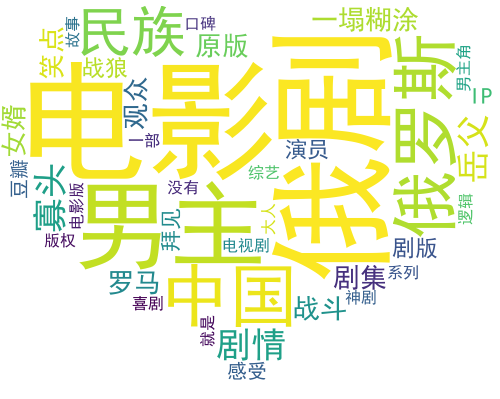 口碑
一塌糊涂
民族
故事
原版
笑点
战狼
电影
俄剧
俄罗斯
男主角
IP
观众
女婿
一部
演员
岳父
豆瓣
寡头
电影版
没有
综艺
男主
拜见
大人
逻辑
版权
电视剧
剧版
罗马
中国
剧集
系列
喜剧
战斗
神剧
就是
剧情
感受